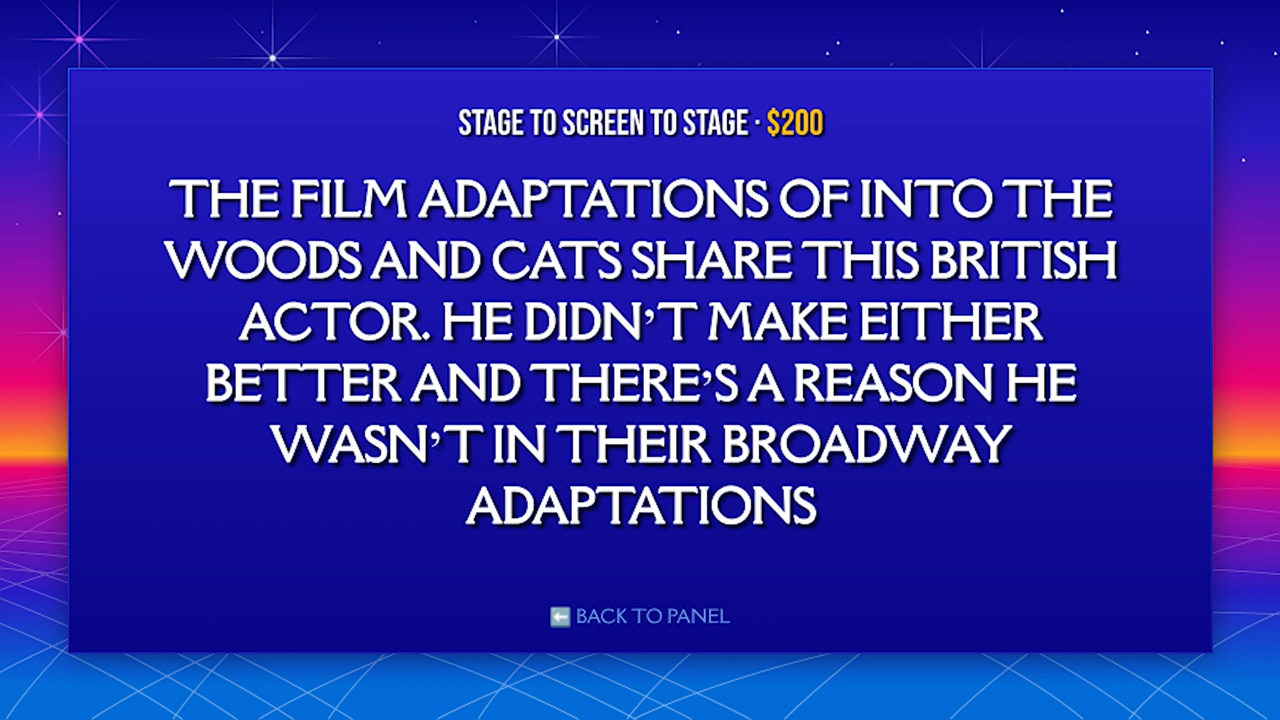 STAGE TO SCREEN TO STAGE · $200
THE FILM ADAPTATIONS OF INTO THE
WOODS AND CATS SHARE THIS BRITISH
ACTOR. HE DIDN’T MAKE EITHER
BETTER AND THERE’S A REASON HE
WASN’T IN THEIR BROADWAY
ADAPTATIONS
⬅ BACK TO PANEL